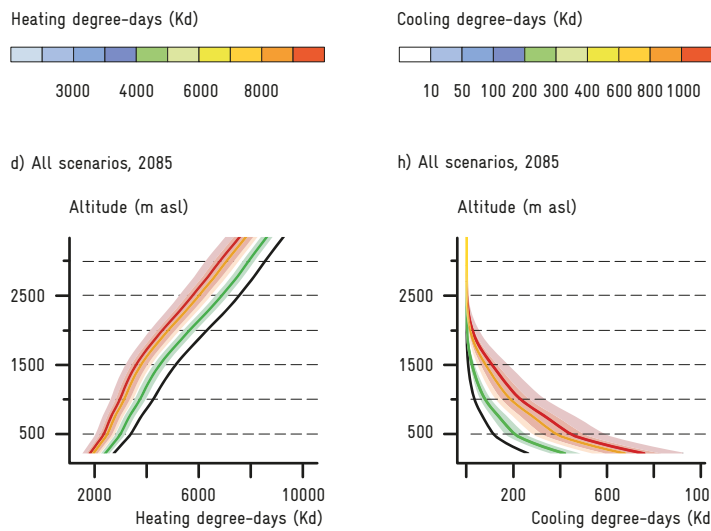 Heating degree-days (Kd)
3000 4000 6000 8000
d) All scenarios, 2085
Altitude (m asl)
2500
1500
500
2000 6000 10000
Heating degree-days (Kd)
Cooling degree-days (Kd)
10 50 100 200 300 400 600 800 1000
h) All scenarios, 2085
Altitude (m asl)
2500
1500
500
200 600 100
Cooling degree-days (Kd